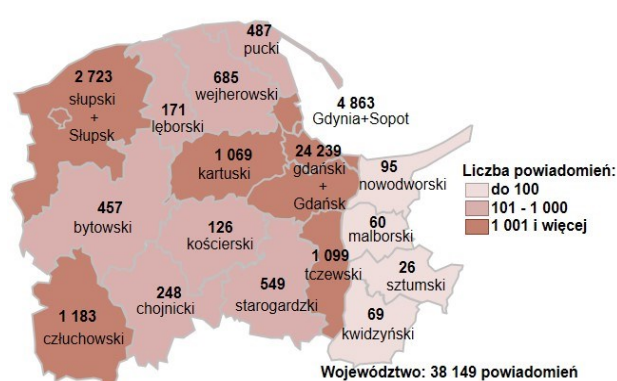 487
pucki
2 723
słupski
+
Słupsk
685
wejherowski
171
lęborski
4 863
Gdynia+Sopot
1 069
kartuski
24 239
gdański
+
Gdańsk
95
nowodworski
Liczba powiadomień:
do 100
101 - 1 000
1 001 i więcej
457
bytowski
126
kościerski
60
malborski
1 099
tczewski
26
sztumski
248
chojnicki
549
starogardzki
1 183
człuchowski
69
kwidzyński
Województwo: 38 149 powiadomień